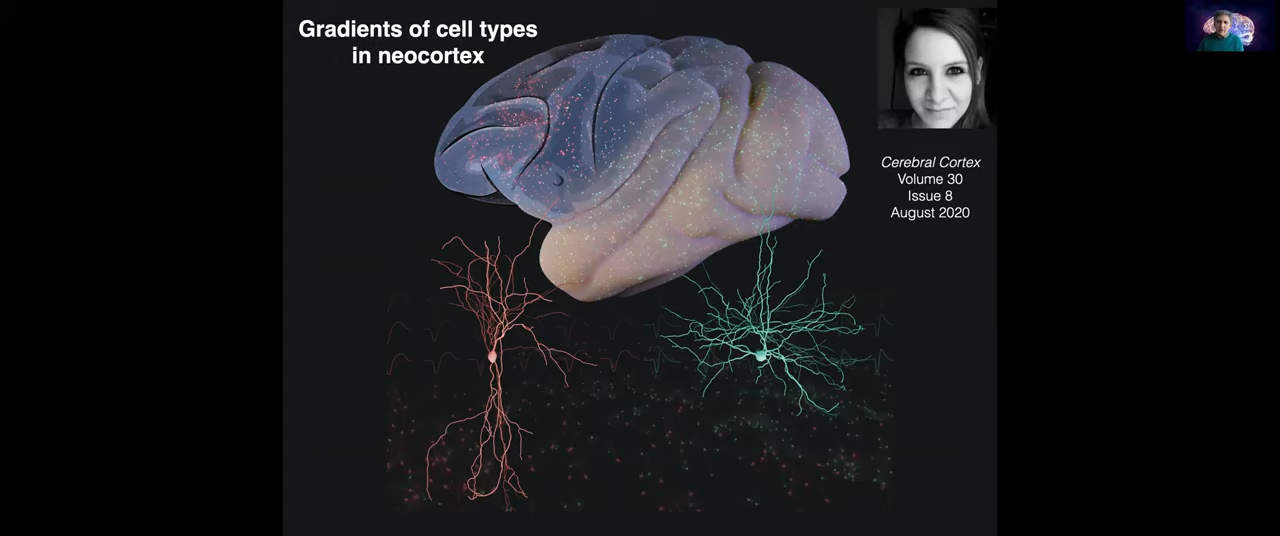 Gradients of cell types
in neocortex
Cerebral Cortex
Volume 30
Issue 8
August 2020